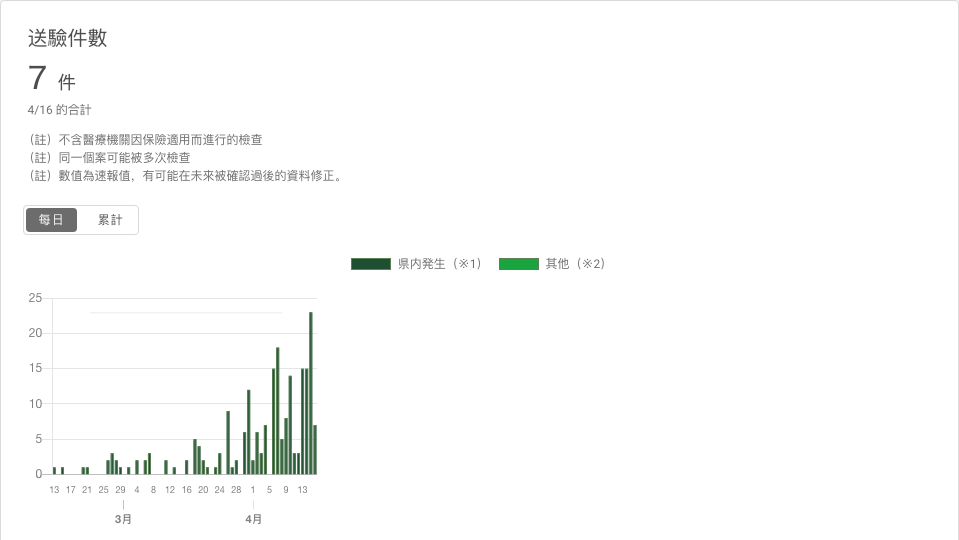 送驗件數
7 件
4/16 的合計
（註）不含醫療機關因保險適用而進行的檢查
（註）同一個案可能被多次檢查
（註）數值為速報值，有可能在未來被確認過後的資料修正。
每日 累計
県内発生（※1） 其他（※2）
25
20
15
10
5
0
13 17 21 25 29 4 8 12 16 20 24 28 1 5 9 13
3月 4月